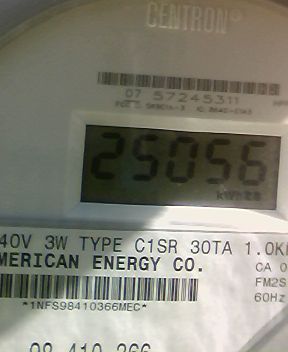 CENTRON®
07 57245311
25056
40V 3W TYPE C1SR 30TA 1.0K
MERICAN ENERGY CO.
CA 0
FM2S
*1NFS98410366MEC*
60Hz
98 410 366